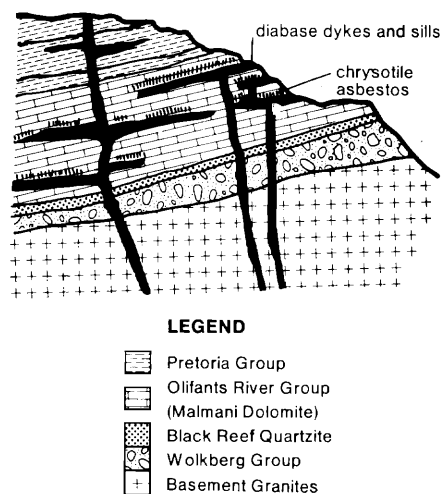 diabase dykes and sills
chrysotile
asbestos
LEGEND
Pretoria Group
Olifants River Group
(Malmani Dolomite)
Black Reef Quartzite
Wolkberg Group
Basement Granites